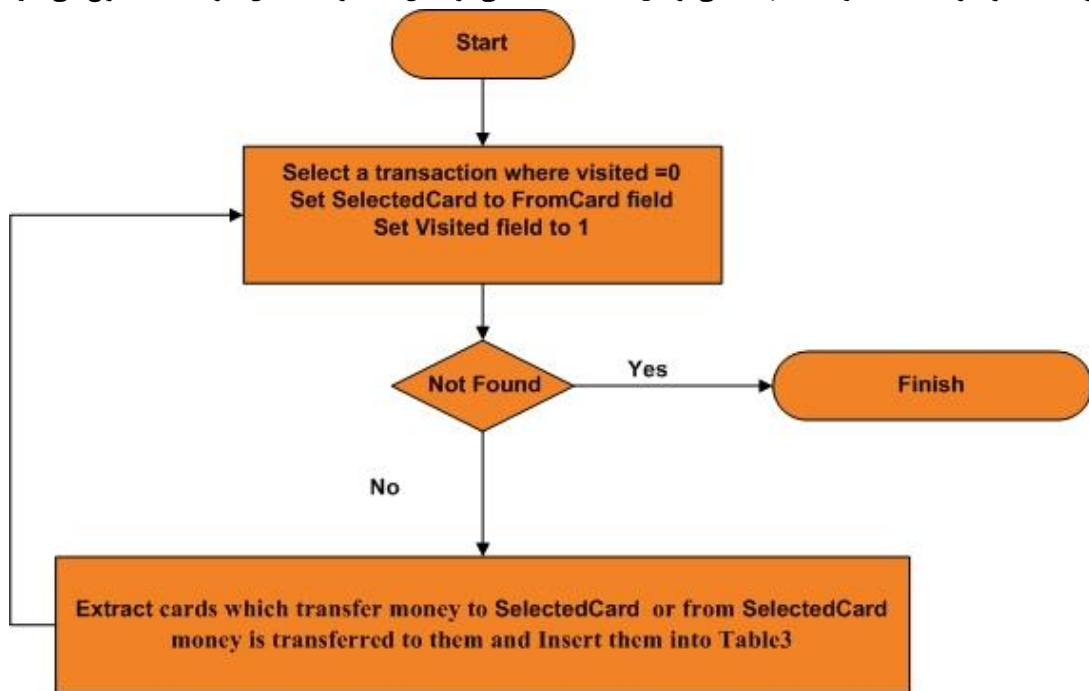 Start
Select a transaction where visited =0
Set SelectedCard to FromCard field
Set Visited field to 1
Not Found
Yes
Finish
No
Extract cards which transfer money to SelectedCard or from SelectedCard
money is transferred to them and Insert them into Table3